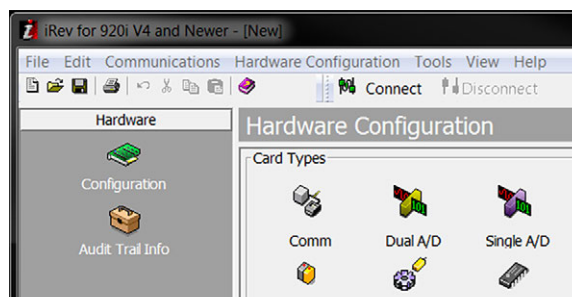 iRev for 920i V4 and Newer - [New]
File Edit Communications Hardware Configuration Tools View Help
Connect Disconnect
Hardware
Hardware Configuration
Configuration
Audit Trail Info
Card Types
Comm Dual A/D Single A/D